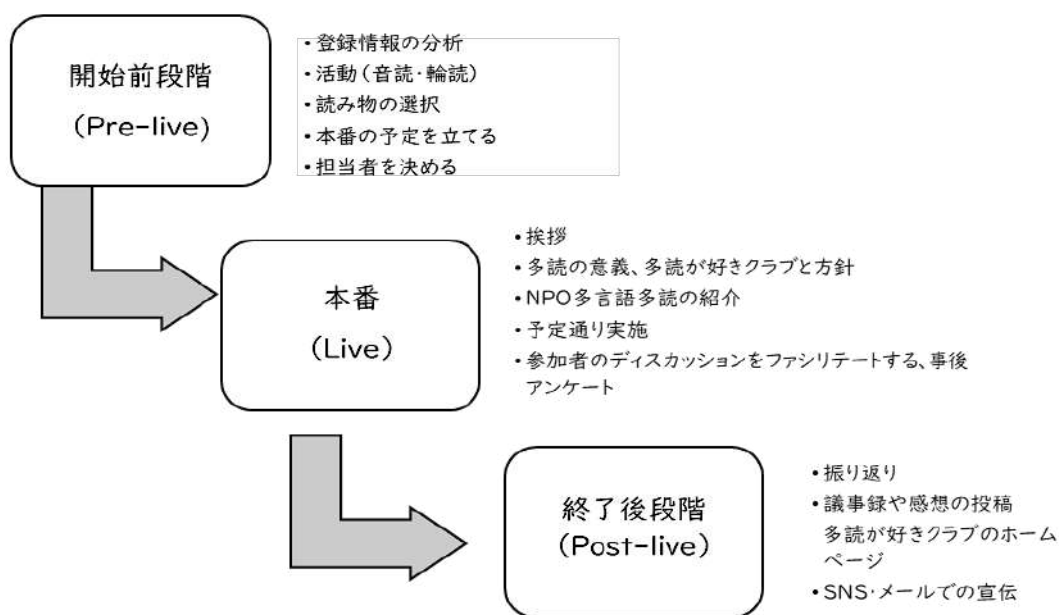 開始前段階
(Pre-live)
・登録情報の分析
・活動(音読・輪読)
・読み物の選択
・本番の予定を立てる
・担当者を決める
本番
(Live)
・挨拶
・多読の意義、多読が好きクラブと方針
・NPO多言語多読の紹介
・予定通り実施
・参加者のディスカッションをファシリテートする、事後
アンケート
終了後段階
(Post-live)
・振り返り
・議事録や感想の投稿
多読が好きクラブのホーム
ページ
・SNS・メールでの宣伝